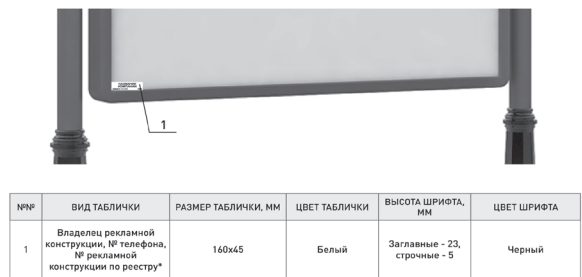 1
№№ ВИД ТАБЛИЧКИ РАЗМЕР ТАБЛИЧКИ, ММ ЦВЕТ ТАБЛИЧКИ ВЫСОТА ШРИФТА, ММ ЦВЕТ ШРИФТА
1 Владелец рекламной конструкции, № телефона, № рекламной конструкции по реестру* 160х45 Белый Заглавные - 23, строчные - 5 Черный